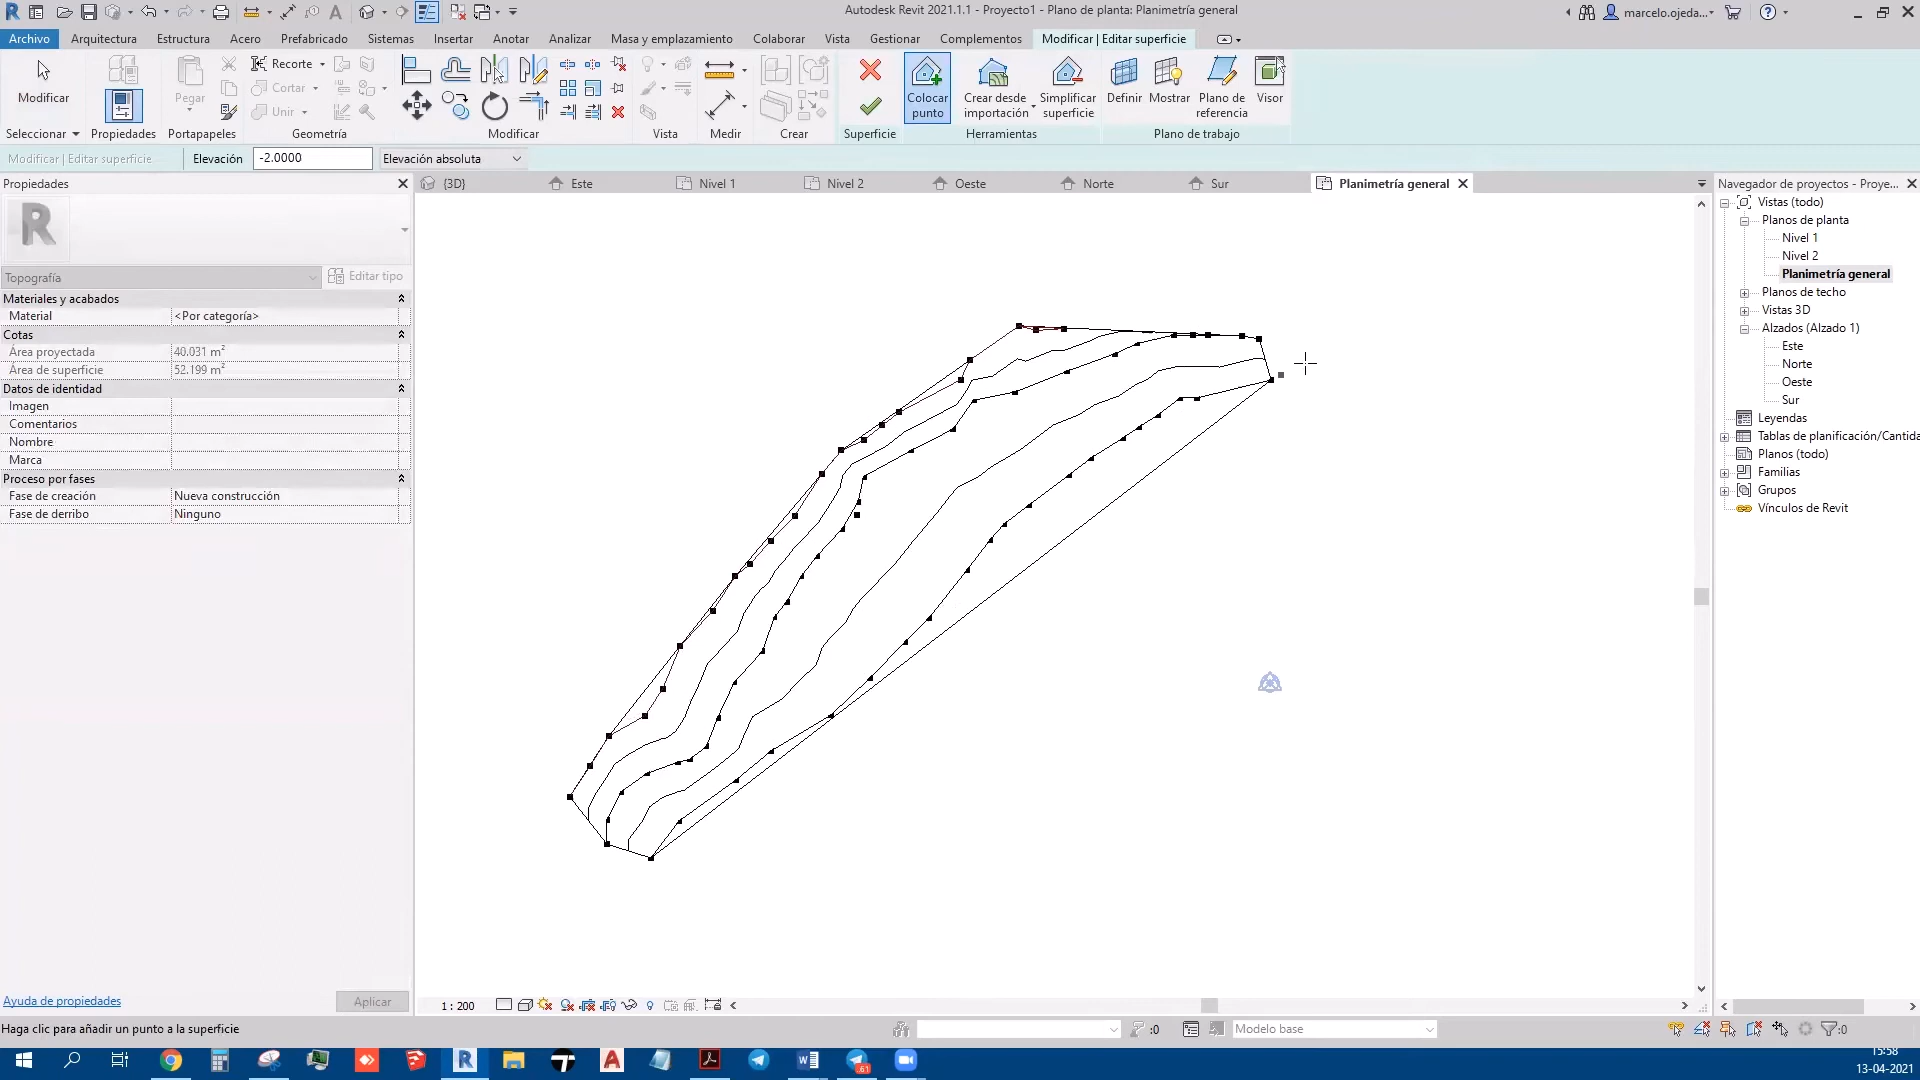 Autodesk Revit 2021.1.1 - Proyecto1 - Plano de planta: Planimetría general
marcelo.ojeda...
Archivo Arquitectura Estructura Acero Prefabricado Sistemas Insertar Anotar Analizar Masa y emplazamiento Colaborar Vista Gestionar Complementos Modificar | Editar superficie
Modificar
Pegar
Recorte
Cortar
Unir
Colocar punto
Crear desde importación
Simplificar superficie
Definir
Mostrar
Plano de referencia
Visor
Seleccionar Propiedades Portapapeles Geometría Modificar Vista Medir Crear Superficie Herramientas Plano de trabajo
Modificar | Editar superficie Elevación -2.0000 Elevación absoluta
Propiedades
{3D} Este Nivel 1 Nivel 2 Oeste Norte Sur Planimetría general
Navegador de proyectos - Proye...
R
Topografía Editar tipo
Materiales y acabados
Material <Por categoría>
Cotas
Área proyectada 40.031 m²
Área de superficie 52.199 m²
Datos de identidad
Imagen
Comentarios
Nombre
Marca
Proceso por fases
Fase de creación Nueva construcción
Fase de derribo Ninguno
Vistas (todo)
Planos de planta
Nivel 1
Nivel 2
Planimetría general
Planos de techo
Vistas 3D
Alzados (Alzado 1)
Este
Norte
Oeste
Sur
Leyendas
Tablas de planificación/Cantida
Planos (todo)
Familias
Grupos
Vínculos de Revit
Ayuda de propiedades Aplicar
1 : 200
Haga clic para añadir un punto a la superficie
:0
Modelo base
:0
61
15:58
13-04-2021